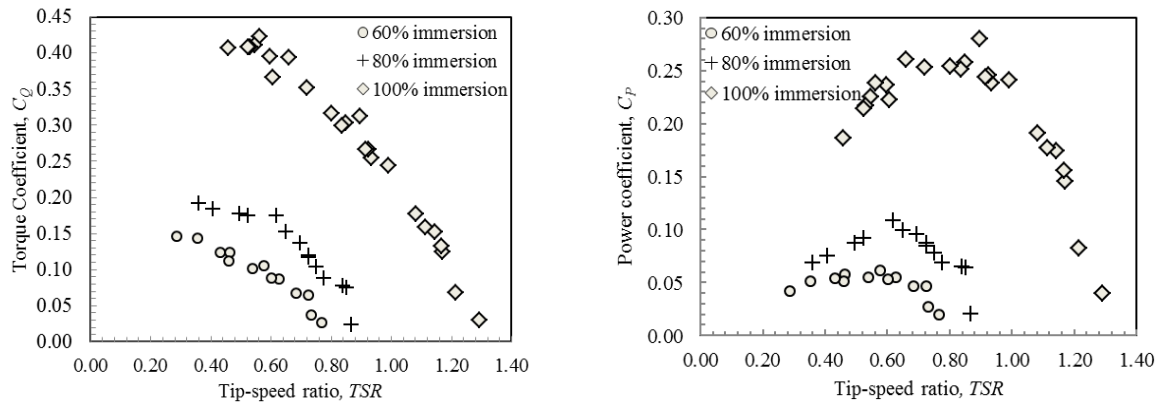 0.45
0.40
0.35
0.30
0.25
0.20
0.15
0.10
0.05
0.00
Torque Coefficient, C_Q
60% immersion
80% immersion
100% immersion
0.00 0.20 0.40 0.60 0.80 1.00 1.20 1.40
Tip-speed ratio, TSR
0.30
0.25
0.20
0.15
0.10
0.05
0.00
Power coefficient, C_P
60% immersion
80% immersion
100% immersion
0.00 0.20 0.40 0.60 0.80 1.00 1.20 1.40
Tip-speed ratio, TSR